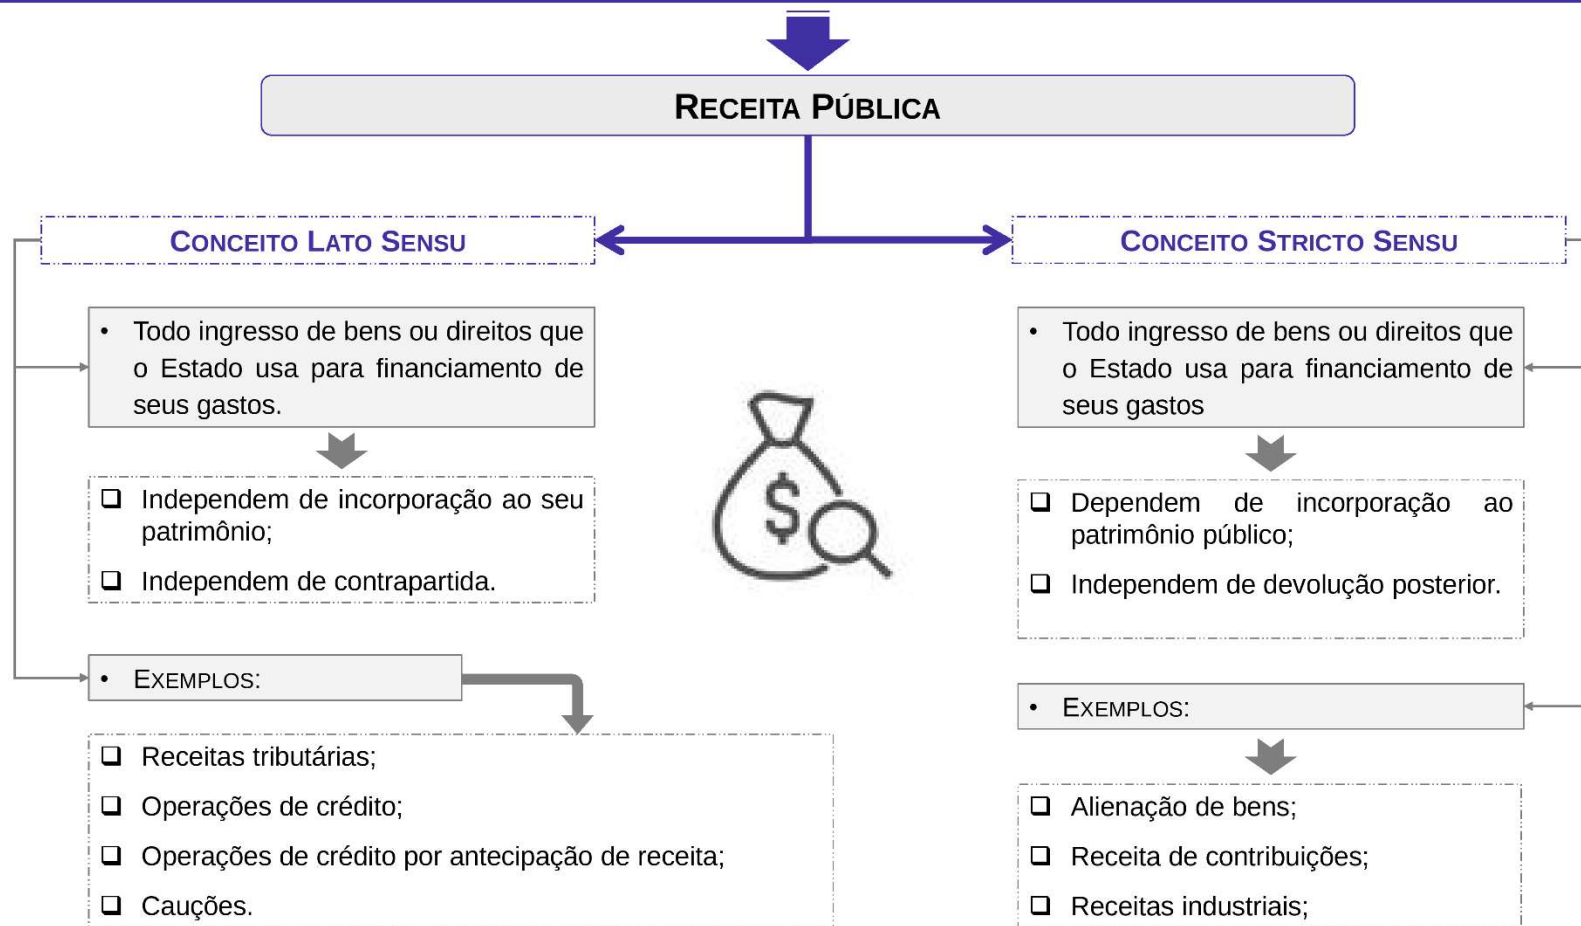 RECEITA PÚBLICA
CONCEITO LATO SENSU
• Todo ingresso de bens ou direitos que
o Estado usa para financiamento de
seus gastos.
❑ Independem de incorporação ao seu
patrimônio;
❑ Independem de contrapartida.
• EXEMPLOS:
❑ Receitas tributárias;
❑ Operações de crédito;
❑ Operações de crédito por antecipação de receita;
❑ Cauções.
$
CONCEITO STRICTO SENSU
• Todo ingresso de bens ou direitos que
o Estado usa para financiamento de
seus gastos
❑ Dependem de incorporação ao
patrimônio público;
❑ Independem de devolução posterior.
• EXEMPLOS:
❑ Alienação de bens;
❑ Receita de contribuições;
❑ Receitas industriais;